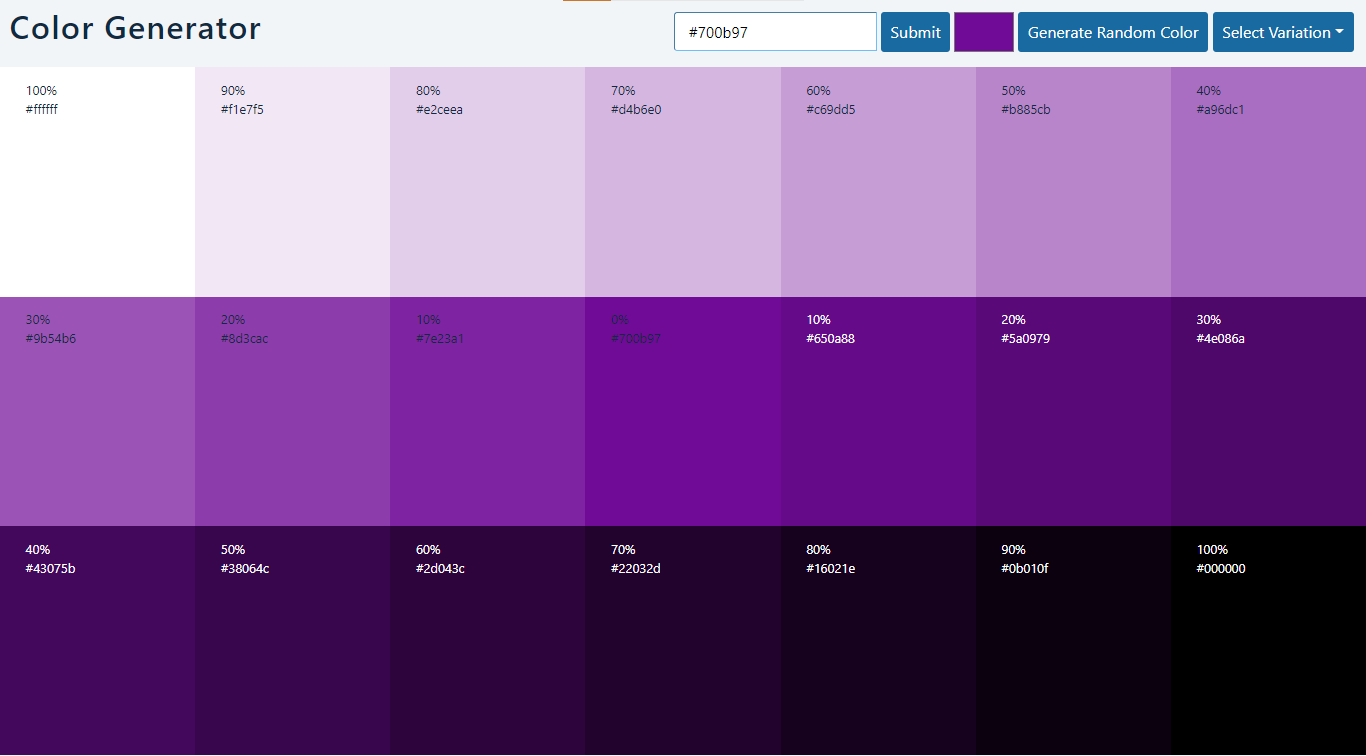 Color Generator
#700b97
Submit
Generate Random Color
Select Variation
100%
#ffffff
90%
#f1e7f5
80%
#e2ceea
70%
#d4b6e0
60%
#c69dd5
50%
#b885cb
40%
#a96dc1
30%
#9b54b6
20%
#8d3cac
10%
#7e23a1
0%
#700b97
10%
#650a88
20%
#5a0979
30%
#4e086a
40%
#43075b
50%
#38064c
60%
#2d043c
70%
#22032d
80%
#16021e
90%
#0b010f
100%
#000000